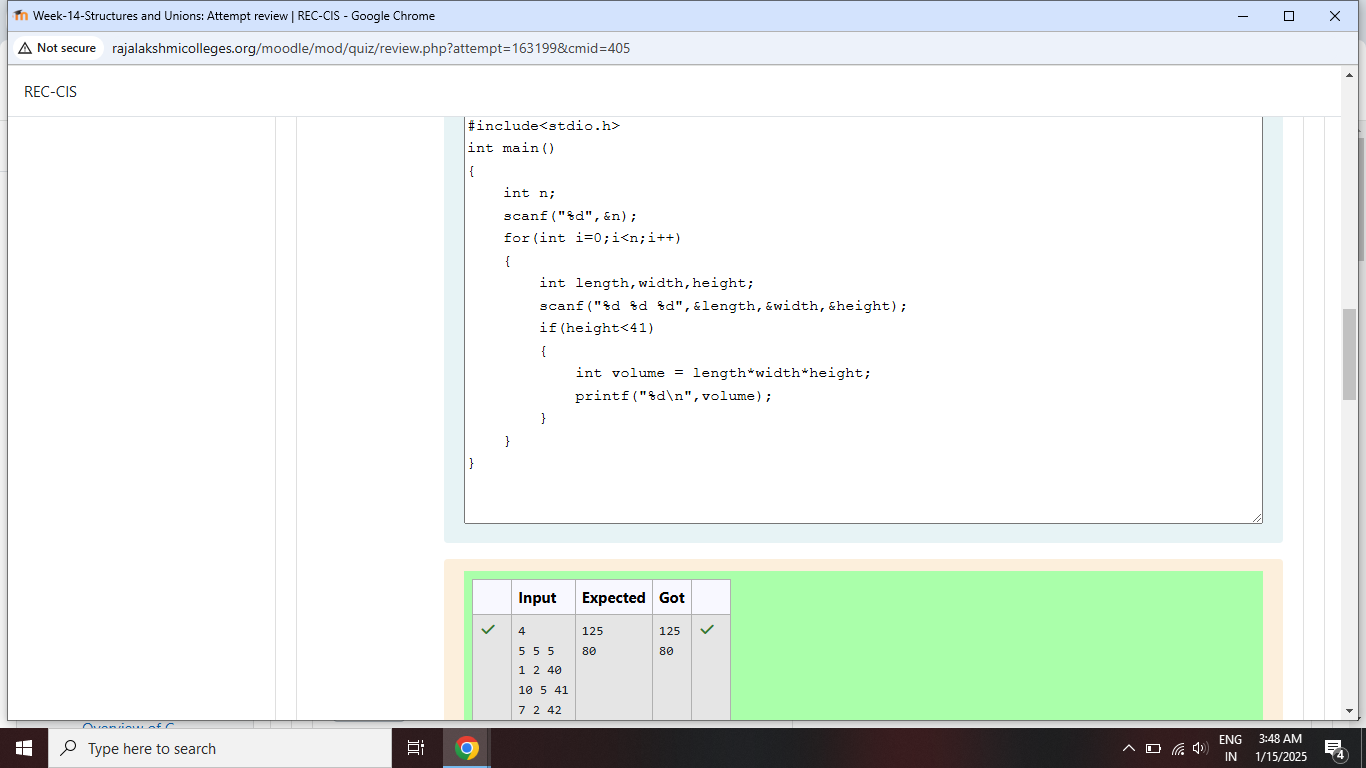 Week-14-Structures and Unions: Attempt review | REC-CIS - Google Chrome
Not secure rajalakshmicolleges.org/moodle/mod/quiz/review.php?attempt=163199&cmid=405
REC-CIS
#include<stdio.h>
int main()
{
    int n;
    scanf("%d",&n);
    for(int i=0;i<n;i++)
    {
        int length,width,height;
        scanf("%d %d %d",&length,&width,&height);
        if(height<41)
        {
            int volume = length*width*height;
            printf("%d\n",volume);
        }
    }
}
Input Expected Got
4 125 125
5 5 5 80 80
1 2 40
10 5 41
7 2 42
Overview of C
Type here to search
ENG 3:48 AM
IN 1/15/2025 4